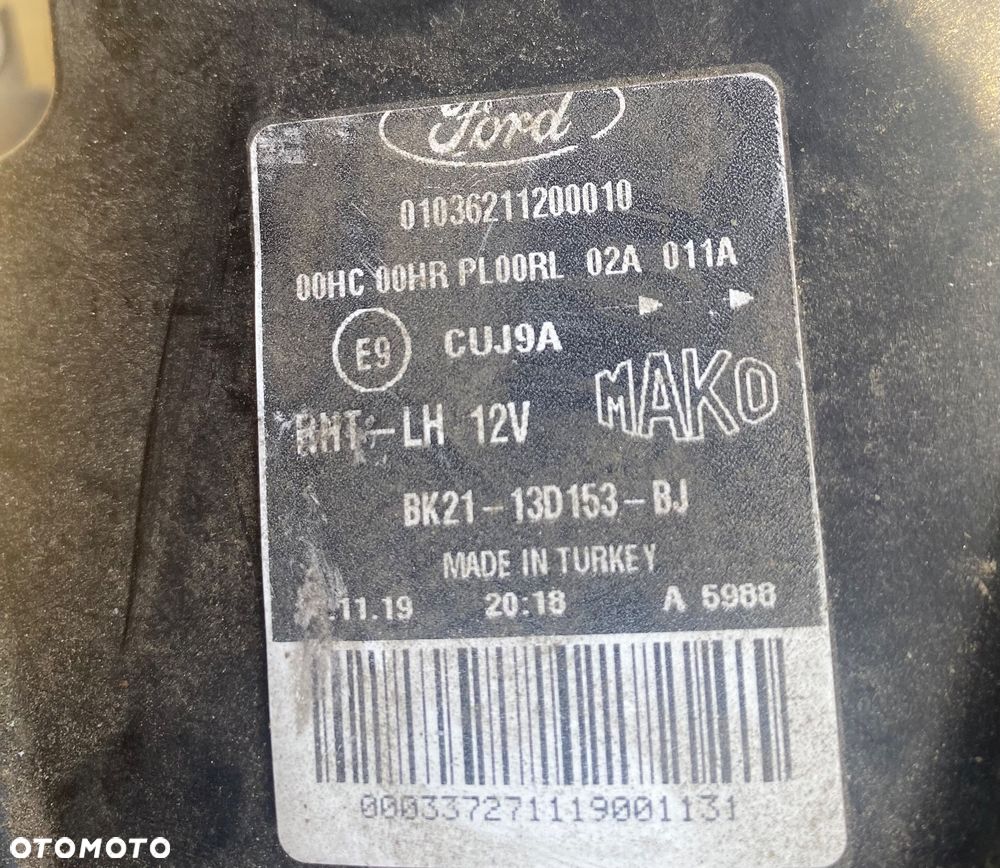 Ford
01036211200010
00HC 00HR PL00RL 02A 011A
E9 CUJ9A
MAKO
-LH 12V
BK21-13D153-BJ
MADE IN TURKEY
.11.19 20:18 A 5988
0003372711119001131
OTOMOTO